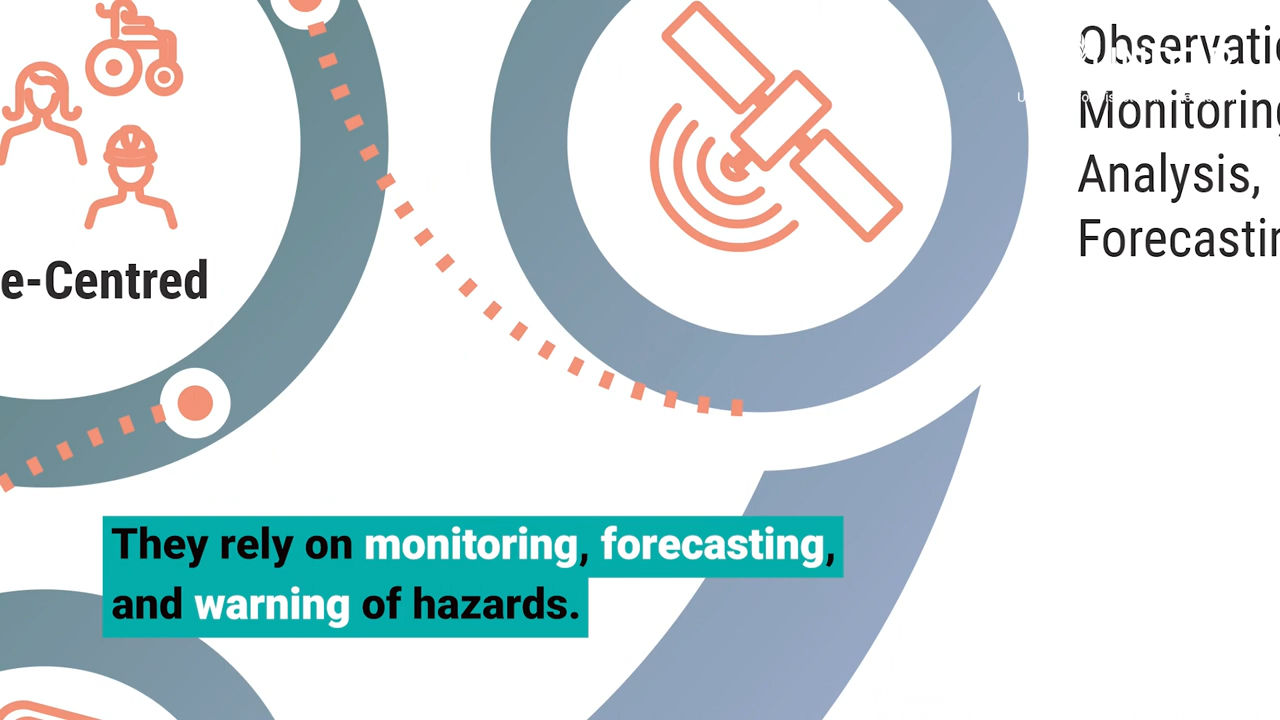 Monitoring
Analysis,
e-Centred
They rely on monitoring, forecasting,
and warning of hazards.